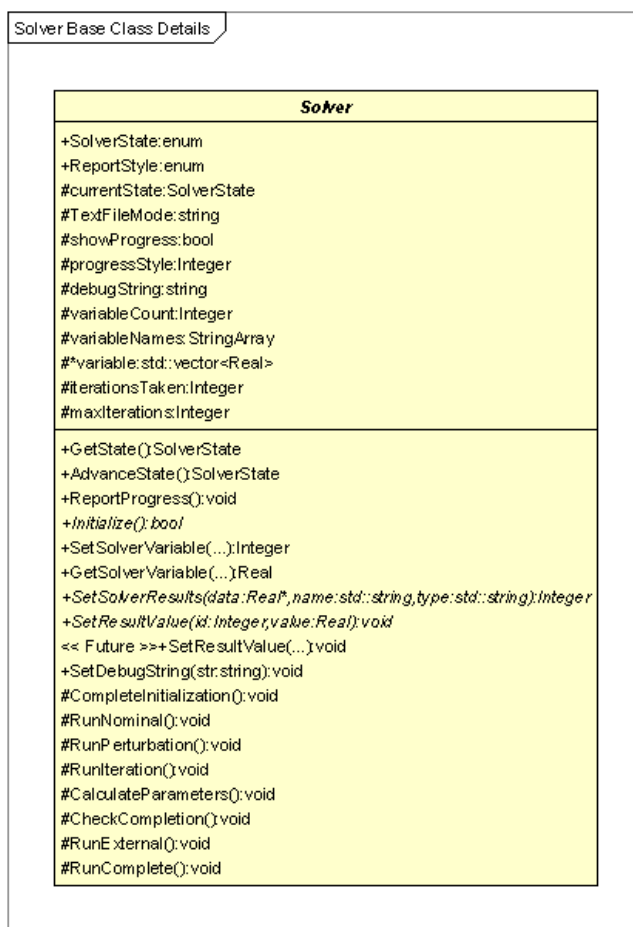 Solver Base Class Details
Solver
+SolverState:enum
+ReportStyle:enum
#currentState:SolverState
#TextFileMode:string
#showProgress:bool
#progressStyle:Integer
#debugString:string
#variableCount:Integer
#variableNames:StringArray
#*variable:std::vector<Real>
#iterationsTaken:Integer
#maxIterations:Integer
+GetState():SolverState
+AdvanceState():SolverState
+ReportProgress():void
+Initialize():bool
+SetSolverVariable(...):Integer
+GetSolverVariable(...):Real
+SetSolverResults(data:Real*,name:std::string,type:std::string):Integer
+SetResultValue(id:Integer,value:Real):void
<< Future >>+SetResultValue(...):void
+SetDebugString(str:string):void
#CompleteInitialization():void
#RunNominal():void
#RunPerturbation():void
#RunIteration():void
#CalculateParameters():void
#CheckCompletion():void
#RunExternal():void
#RunComplete():void